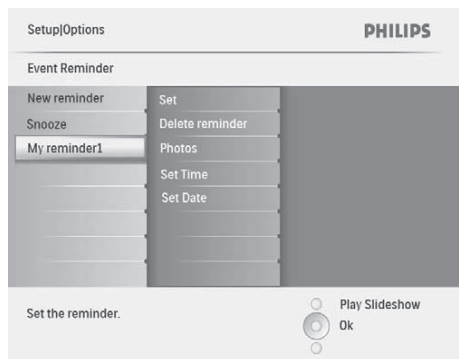 Setup|Options
PHILIPS
Event Reminder
New reminder
Snooze
My reminder1
Set
Delete reminder
Photos
Set Time
Set Date
Set the reminder.
Play Slideshow
Ok